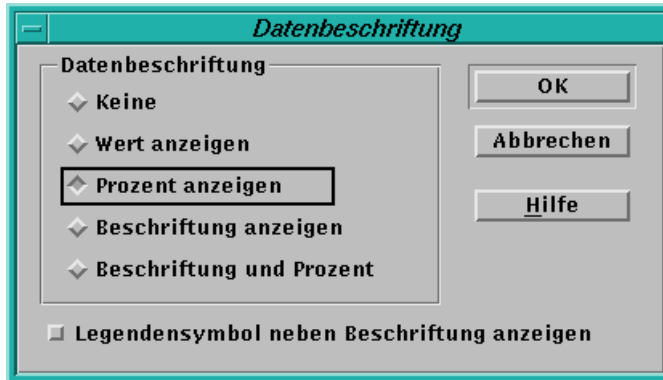 Datenbeschriftung
Datenbeschriftung
Keine
Wert anzeigen
Prozent anzeigen
Beschriftung anzeigen
Beschriftung und Prozent
OK
Abbrechen
Hilfe
Legendensymbol neben Beschriftung anzeigen